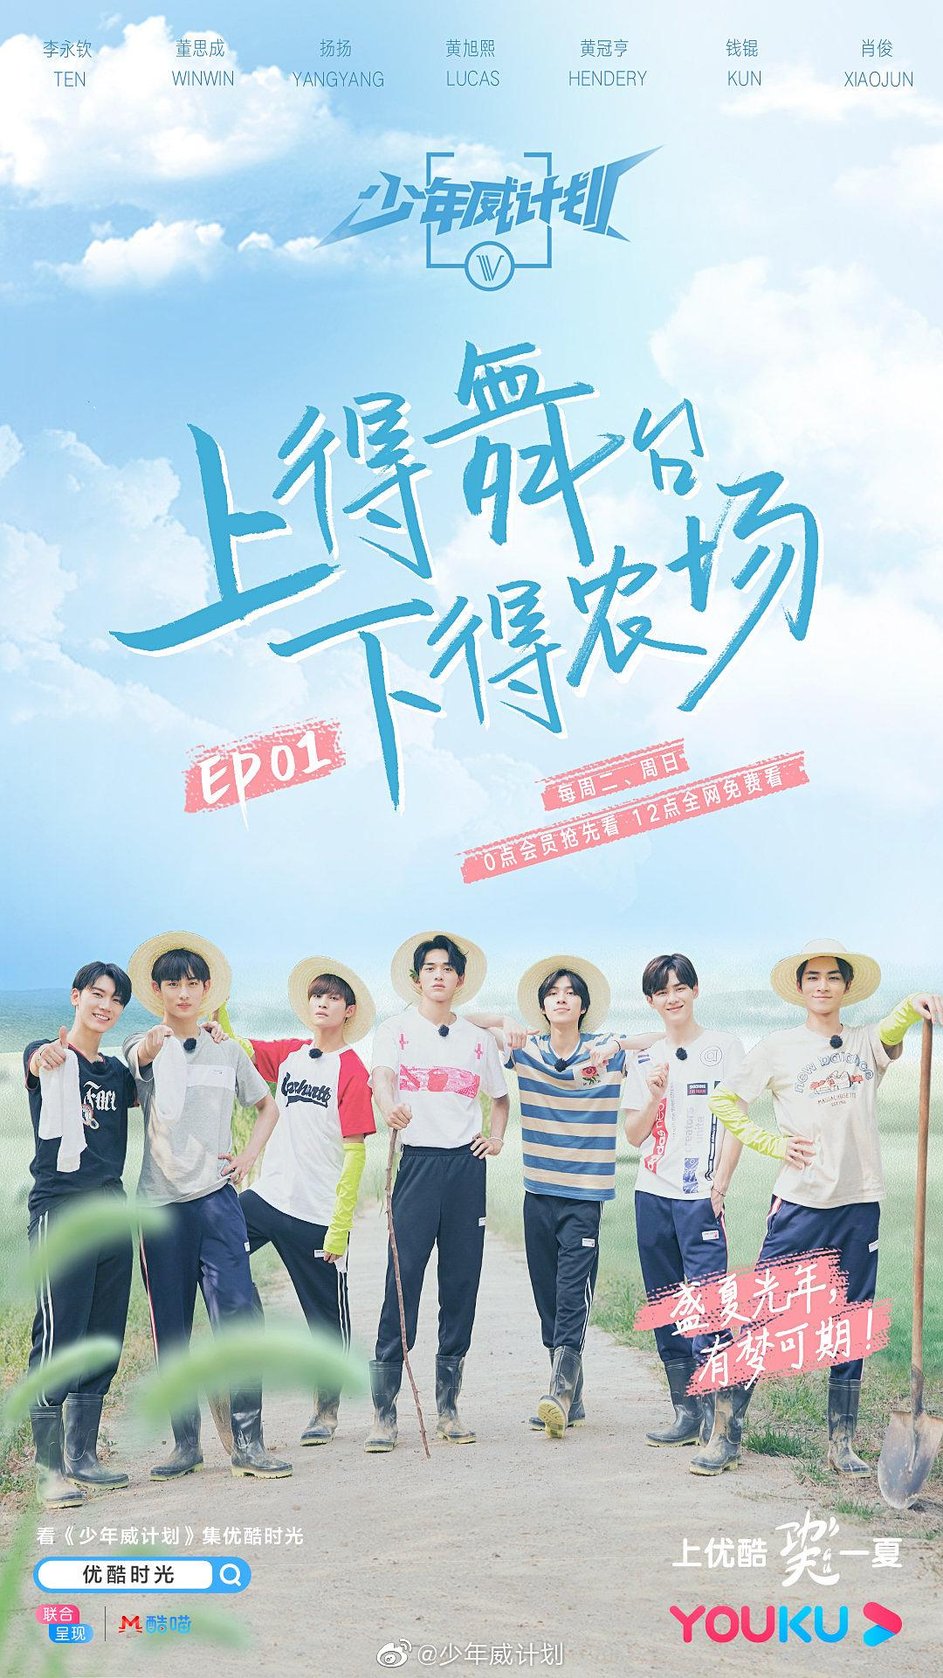 李永钦 董思成 扬扬 黄旭熙 黄冠亨 钱锟 肖俊
TEN WINWIN YANGYANG LUCAS HENDERY KUN XIAOJUN
少年威计划
上得舞台
下得农场
EP 01
每周二、周日
0点会员抢先看 12点全网免费看
new balance
MASSACHUSETTS
盛夏光年，
有梦可期！
看《少年威计划》集优酷时光
优酷时光
联合
呈现
酷喵
上优酷 一夏
YOUKU
@少年威计划